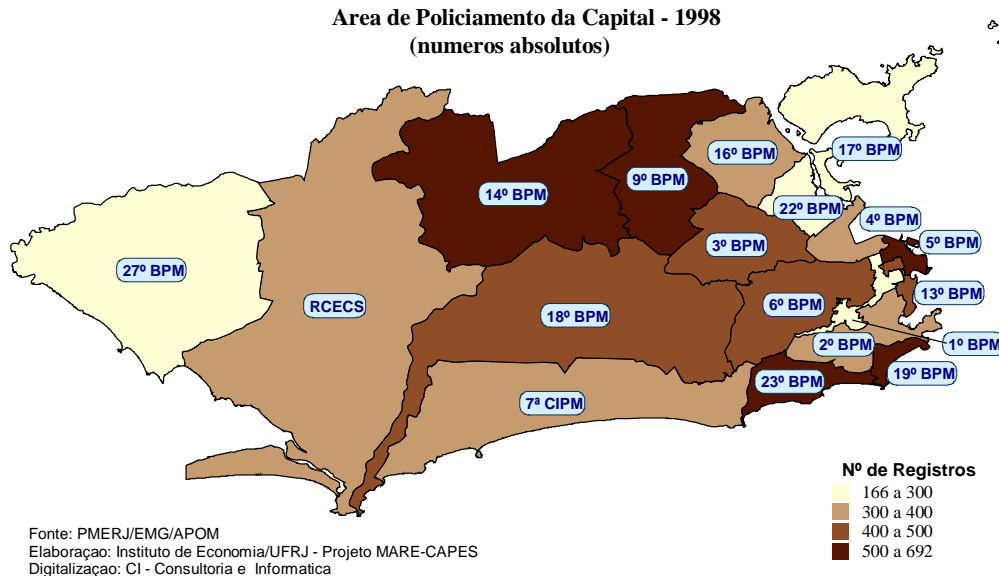 Area de Policiamento da Capital - 1998
(numeros absolutos)
17º BPM
16º BPM
9º BPM
14º BPM
22º BPM
4º BPM
5º BPM
3º BPM
27º BPM
13º BPM
RCECS
6º BPM
18º BPM
1º BPM
2º BPM
19º BPM
23º BPM
7ª CIPM
Nº de Registros
166 a 300
300 a 400
400 a 500
500 a 692
Fonte: PMERJ/EMG/APOM
Elaboraçao: Instituto de Economia/UFRJ - Projeto MARE-CAPES
Digitalizaçao: CI - Consultoria e Informatica